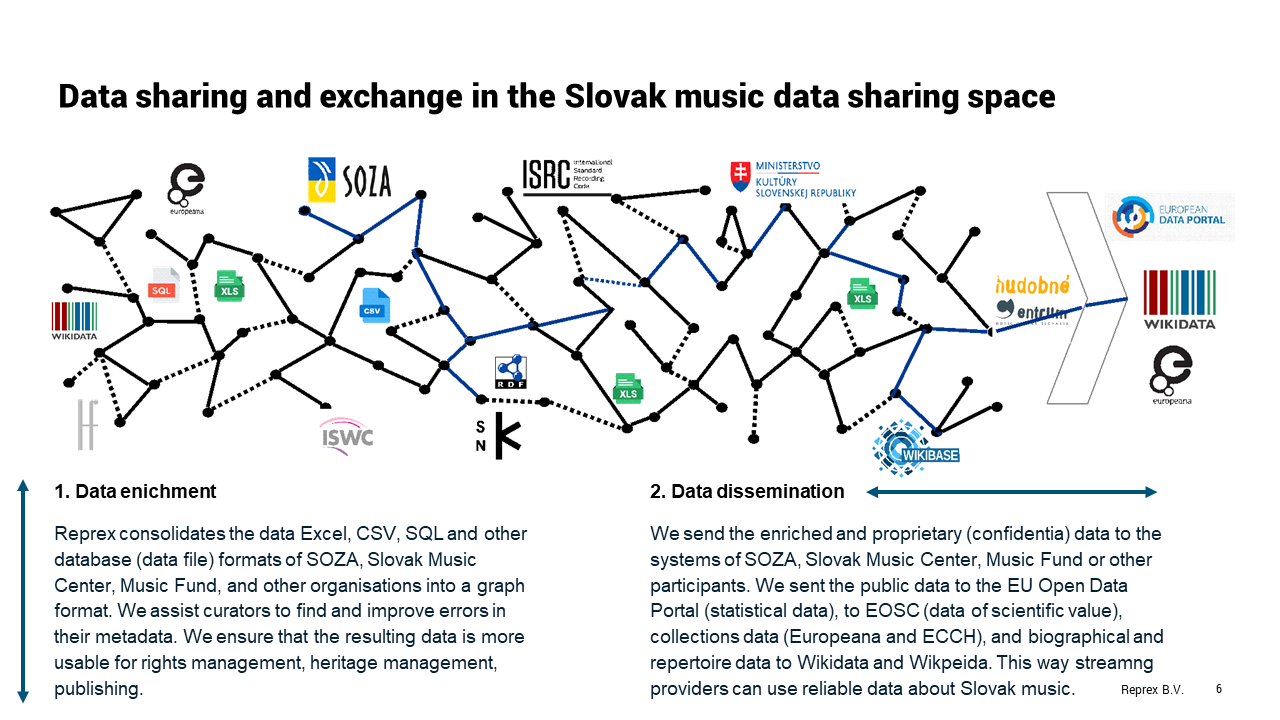 Data sharing and exchange in the Slovak music data sharing space
europeana
SOZA
ISRC International
Standard
Recording
Code
MINISTERSTVO
KULTÚRY
SLOVENSKEJ REPUBLIKY
EUROPEAN
DATA PORTAL
SQL
XLS
CSV
XLS
hudobné
centrum
WIKIDATA
WIKIDATA
RDF
XLS
europeana
hf
ISWC
S
N
k
WIKIBASE
1. Data enichment
Reprex consolidates the data Excel, CSV, SQL and other
database (data file) formats of SOZA, Slovak Music
Center, Music Fund, and other organisations into a graph
format. We assist curators to find and improve errors in
their metadata. We ensure that the resulting data is more
usable for rights management, heritage management,
publishing.
2. Data dissemination
We send the enriched and proprietary (confidentia) data to the
systems of SOZA, Slovak Music Center, Music Fund or other
participants. We sent the public data to the EU Open Data
Portal (statistical data), to EOSC (data of scientific value),
collections data (Europeana and ECCH), and biographical and
repertoire data to Wikidata and Wikpeida. This way streamng
providers can use reliable data about Slovak music.
Reprex B.V.
6